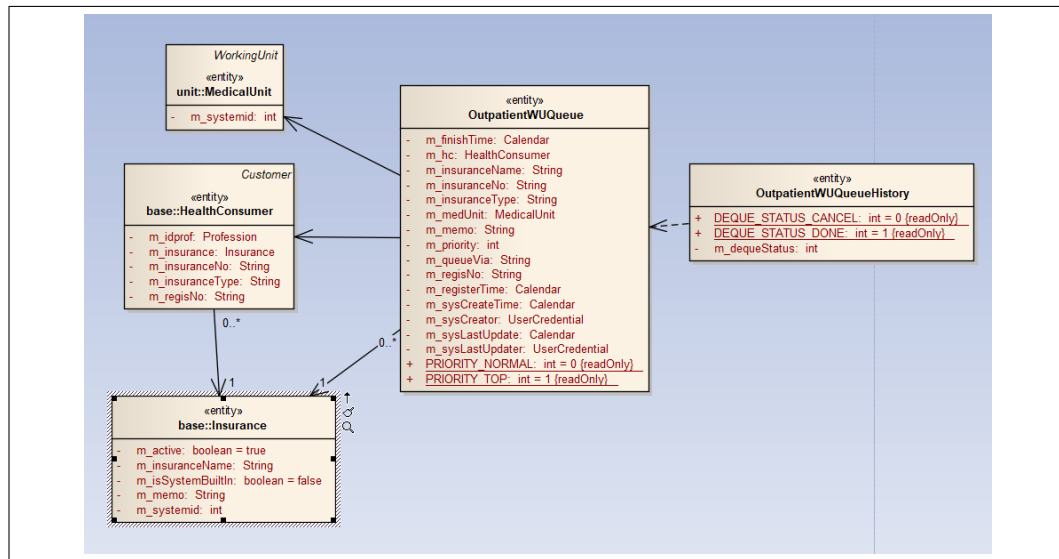 WorkingUnit
«entity»
unit::MedicalUnit
- m_systemid: int
Customer
«entity»
base::HealthConsumer
- m_idprof: Profession
- m_insurance: Insurance
- m_insuranceNo: String
- m_insuranceType: String
- m_regisNo: String
0..*
1
«entity»
base::Insurance
- m_active: boolean = true
- m_insuranceName: String
- m_isSystemBuiltIn: boolean = false
- m_memo: String
- m_systemid: int
«entity»
OutpatientWUQueue
- m_finishTime: Calendar
- m_hc: HealthConsumer
- m_insuranceName: String
- m_insuranceNo: String
- m_insuranceType: String
- m_medUnit: MedicalUnit
- m_memo: String
- m_priority: int
- m_queueVia: String
- m_regisNo: String
- m_registerTime: Calendar
- m_sysCreateTime: Calendar
- m_sysCreator: UserCredential
- m_sysLastUpdate: Calendar
- m_sysLastUpdater: UserCredential
+ PRIORITY_NORMAL: int = 0 {readOnly}
+ PRIORITY_TOP: int = 1 {readOnly}
0..*
1
«entity»
OutpatientWUQueueHistory
+ DEQUE_STATUS_CANCEL: int = 0 {readOnly}
+ DEQUE_STATUS_DONE: int = 1 {readOnly}
- m_dequeStatus: int